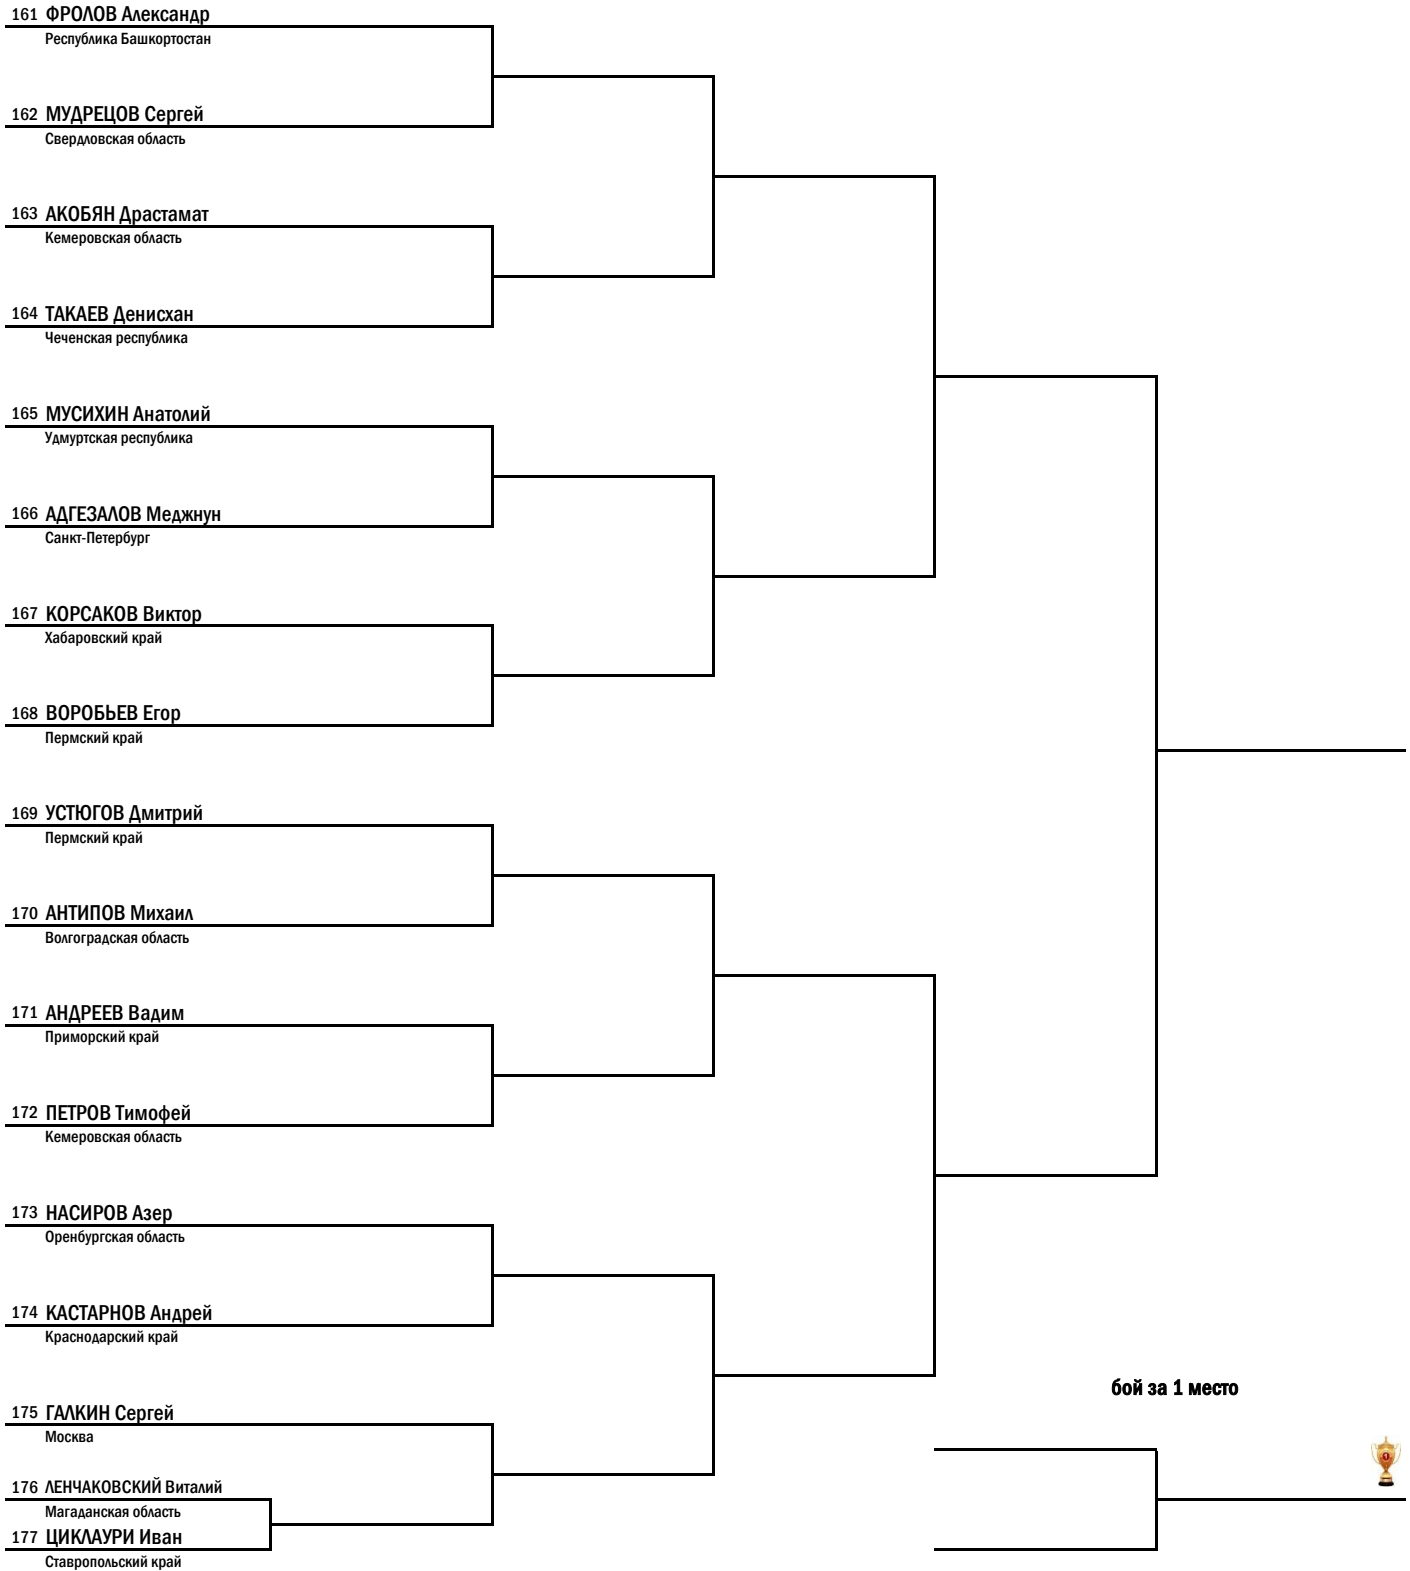 161 ФРОЛОВ Александр
Республика Башкортостан
162 МУДРЕЦОВ Сергей
Свердловская область
163 АКОБЯН Драстамат
Кемеровская область
164 ТАКАЕВ Денисхан
Чеченская республика
165 МУСИХИН Анатолий
Удмуртская республика
166 АДГЕЗАЛОВ Меджнун
Санкт-Петербург
167 КОРСАКОВ Виктор
Хабаровский край
168 ВОРОБЬЕВ Егор
Пермский край
169 УСТЮГОВ Дмитрий
Пермский край
170 АНТИПОВ Михаил
Волгоградская область
171 АНДРЕЕВ Вадим
Приморский край
172 ПЕТРОВ Тимофей
Кемеровская область
173 НАСИРОВ Азер
Оренбургская область
174 КАСТАРНОВ Андрей
Краснодарский край
бой за 1 место
175 ГАЛКИН Сергей
Москва
176 ЛЕНЧАКОВСКИЙ Виталий
Магаданская область
177 ЦИКЛАУРИ Иван
Ставропольский край
1